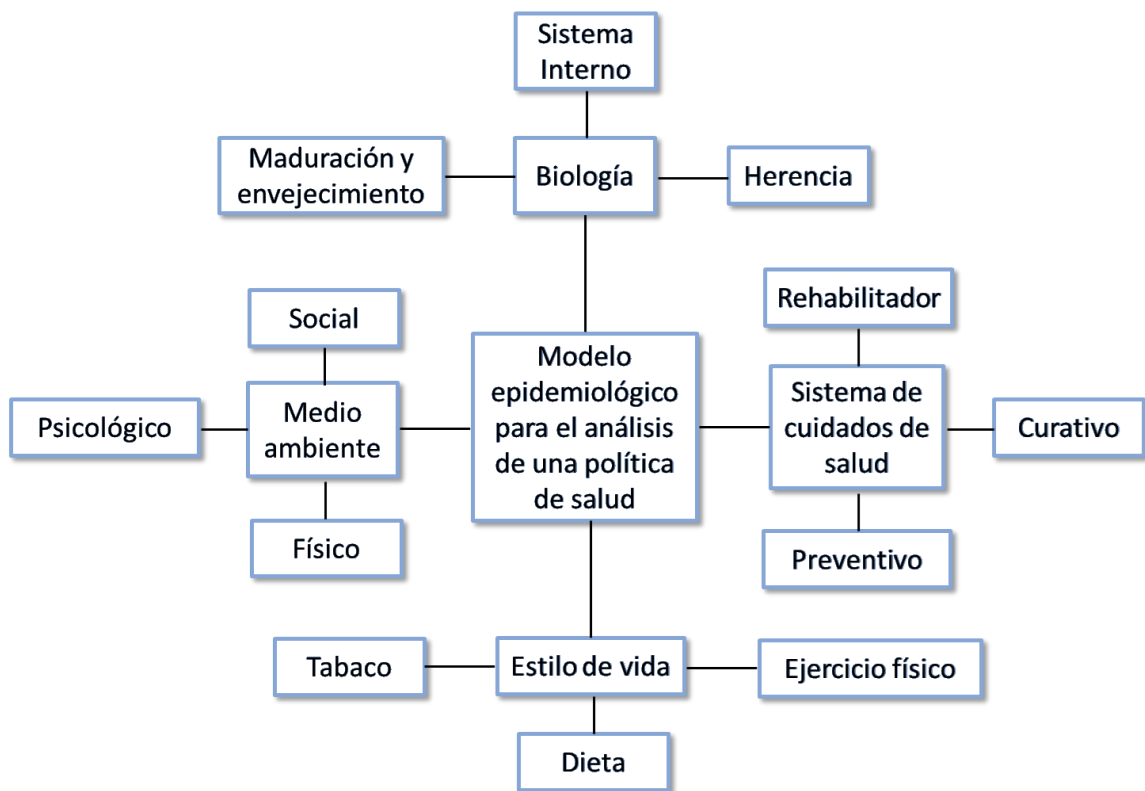 Sistema
Interno
Maduración y
envejecimiento
Biología
Herencia
Social
Rehabilitador
Psicológico
Medio
ambiente
Modelo
epidemiológico
para el análisis
de una política
de salud
Sistema de
cuidados de
salud
Curativo
Físico
Preventivo
Tabaco
Estilo de vida
Ejercicio físico
Dieta